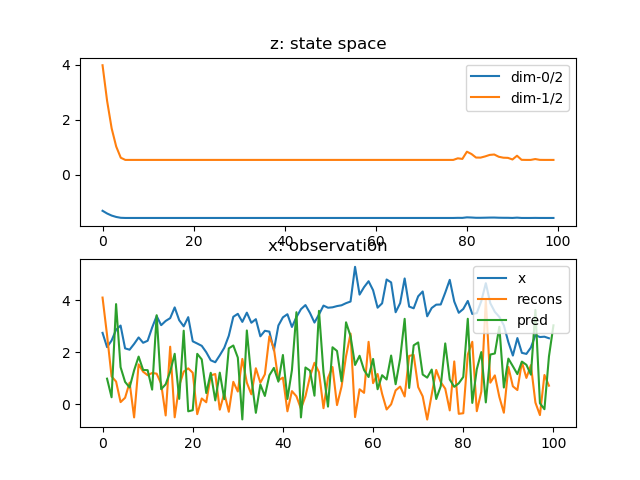 z: state space
4
2
0
dim-0/2
dim-1/2
0 20 40 60 80 100
x: observation
4
2
0
x
recons
pred
0 20 40 60 80 100